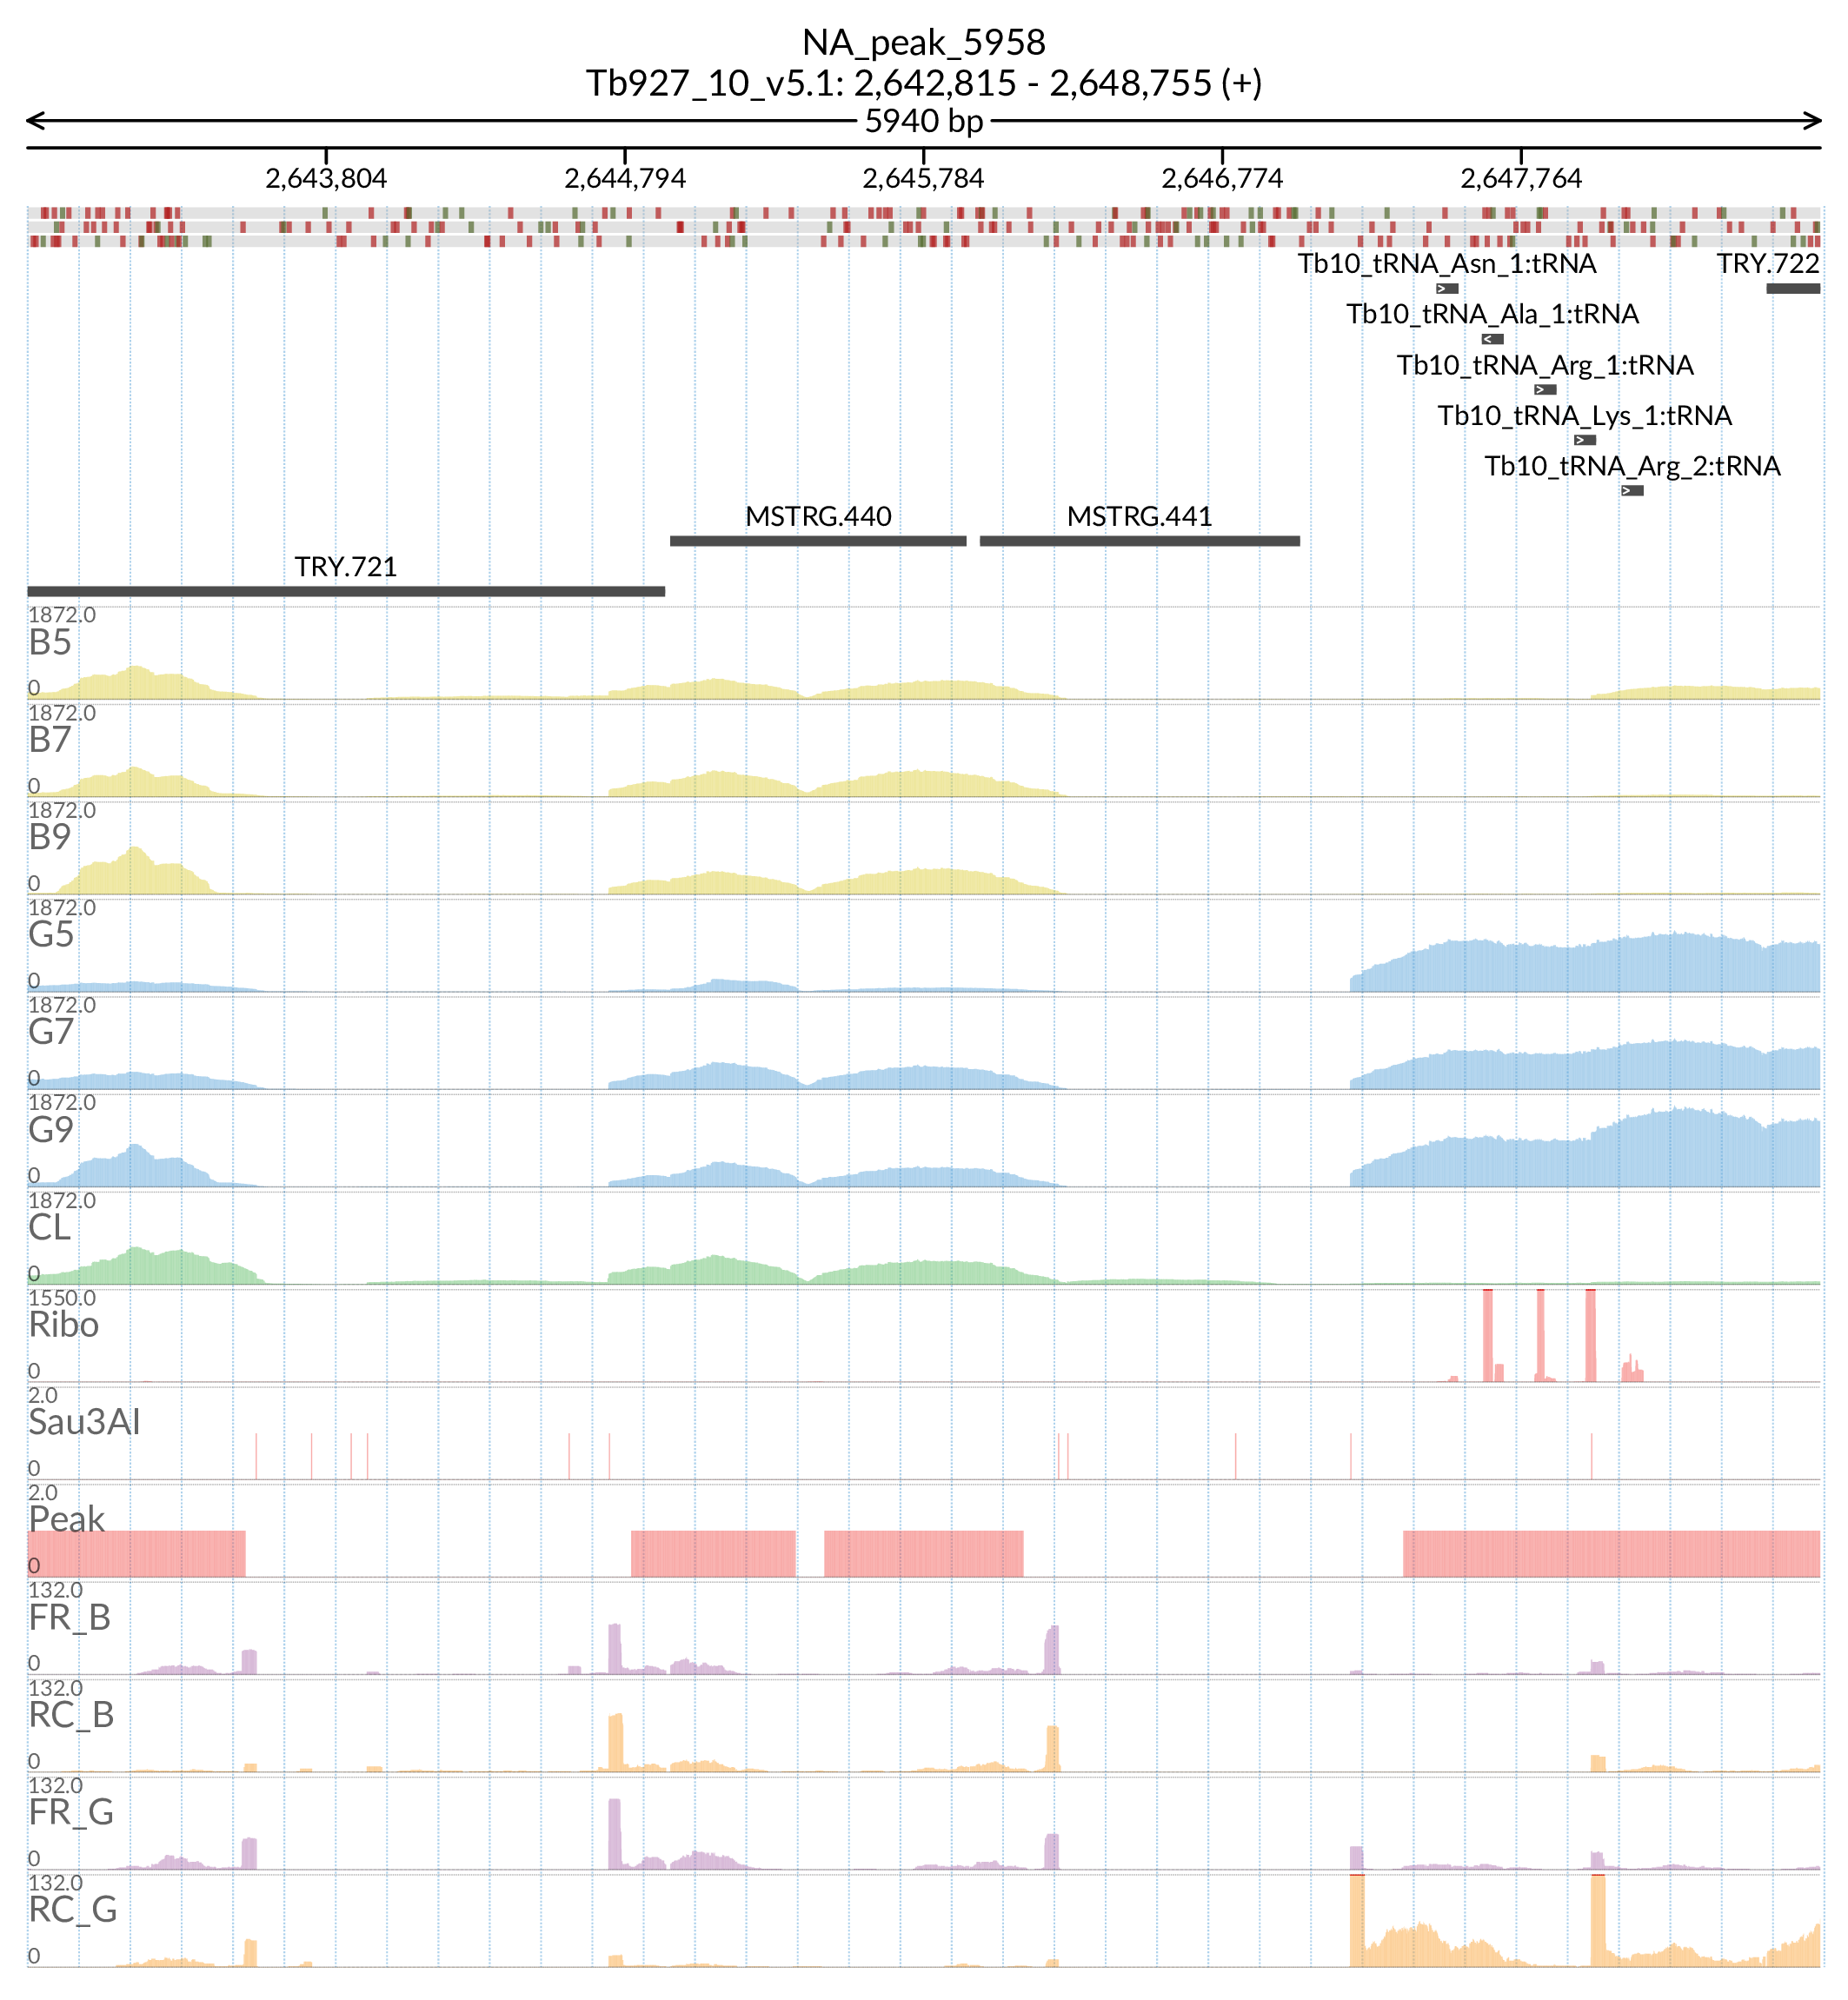 NA_peak_5958
Tb927_10_v5.1: 2,642,815 - 2,648,755 (+)
5940 bp
2,643,804 2,644,794 2,645,784 2,646,774 2,647,764
Tb10_tRNA_Asn_1:tRNA TRY.722
>
Tb10_tRNA_Ala_1:tRNA
<
Tb10_tRNA_Arg_1:tRNA
>
Tb10_tRNA_Lys_1:tRNA
>
Tb10_tRNA_Arg_2:tRNA
>
MSTRG.440 MSTRG.441
TRY.721
1872.0
B5
0
1872.0
B7
0
1872.0
B9
0
1872.0
G5
0
1872.0
G7
0
1872.0
G9
0
1872.0
CL
0
1550.0
Ribo
0
2.0
Sau3AI
0
2.0
Peak
0
132.0
FR_B
0
132.0
RC_B
0
132.0
FR_G
0
132.0
RC_G
0